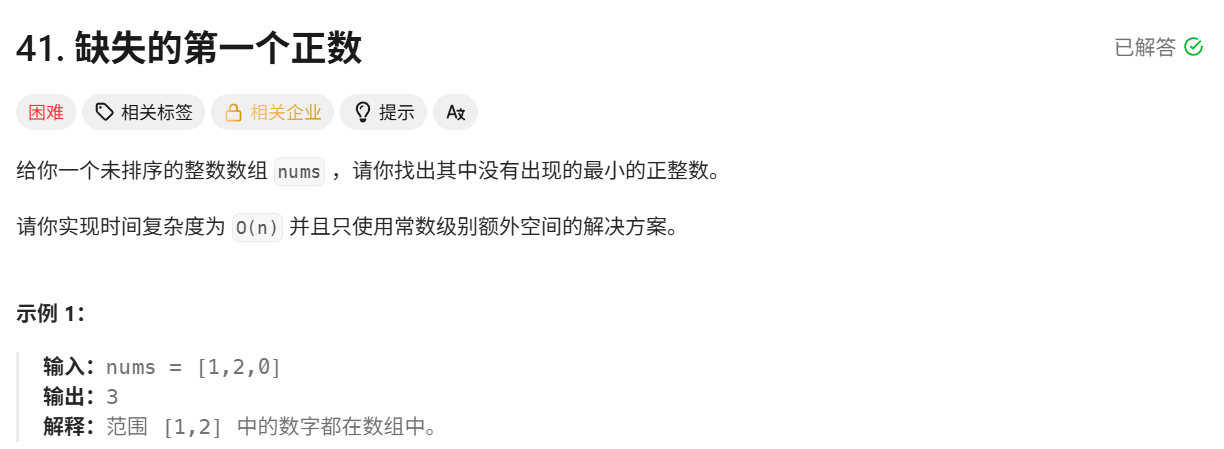 41. 缺失的第一个正数
已解答
困难 相关标签 相关企业 提示 A文
给你一个未排序的整数数组 nums ，请你找出其中没有出现的最小的正整数。
请你实现时间复杂度为 O(n) 并且只使用常数级别额外空间的解决方案。
示例 1：
输入：nums = [1,2,0]
输出：3
解释：范围 [1,2] 中的数字都在数组中。